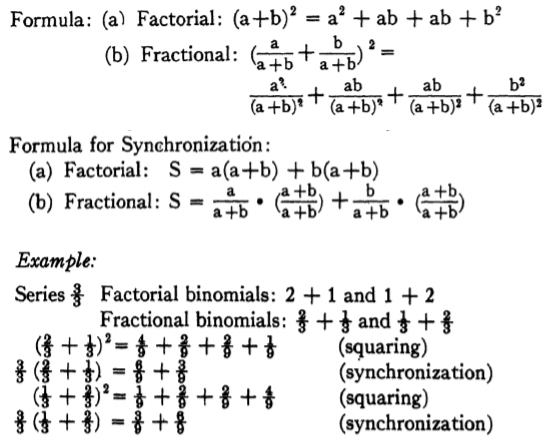 Formula: (a) Factorial: (a+b)² = a² + ab + ab + b²
(b) Fractional: (a/a+b + b/a+b)² =
a²/(a+b)² + ab/(a+b)² + ab/(a+b)² + b²/(a+b)²
Formula for Synchronization:
(a) Factorial: S = a(a+b) + b(a+b)
(b) Fractional: S = a/a+b • (a+b/a+b) + b/a+b • (a+b/a+b)
Example:
Series 3/3 Factorial binomials: 2 + 1 and 1 + 2
Fractional binomials: 2/3 + 1/3 and 1/3 + 2/3
(2/3 + 1/3)² = 4/9 + 2/9 + 2/9 + 1/9 (squaring)
3/3 (2/3 + 1/3) = 6/9 + 3/9 (synchronization)
(1/3 + 2/3)² = 1/9 + 2/9 + 2/9 + 4/9 (squaring)
3/3 (1/3 + 2/3) = 3/9 + 6/9 (synchronization)